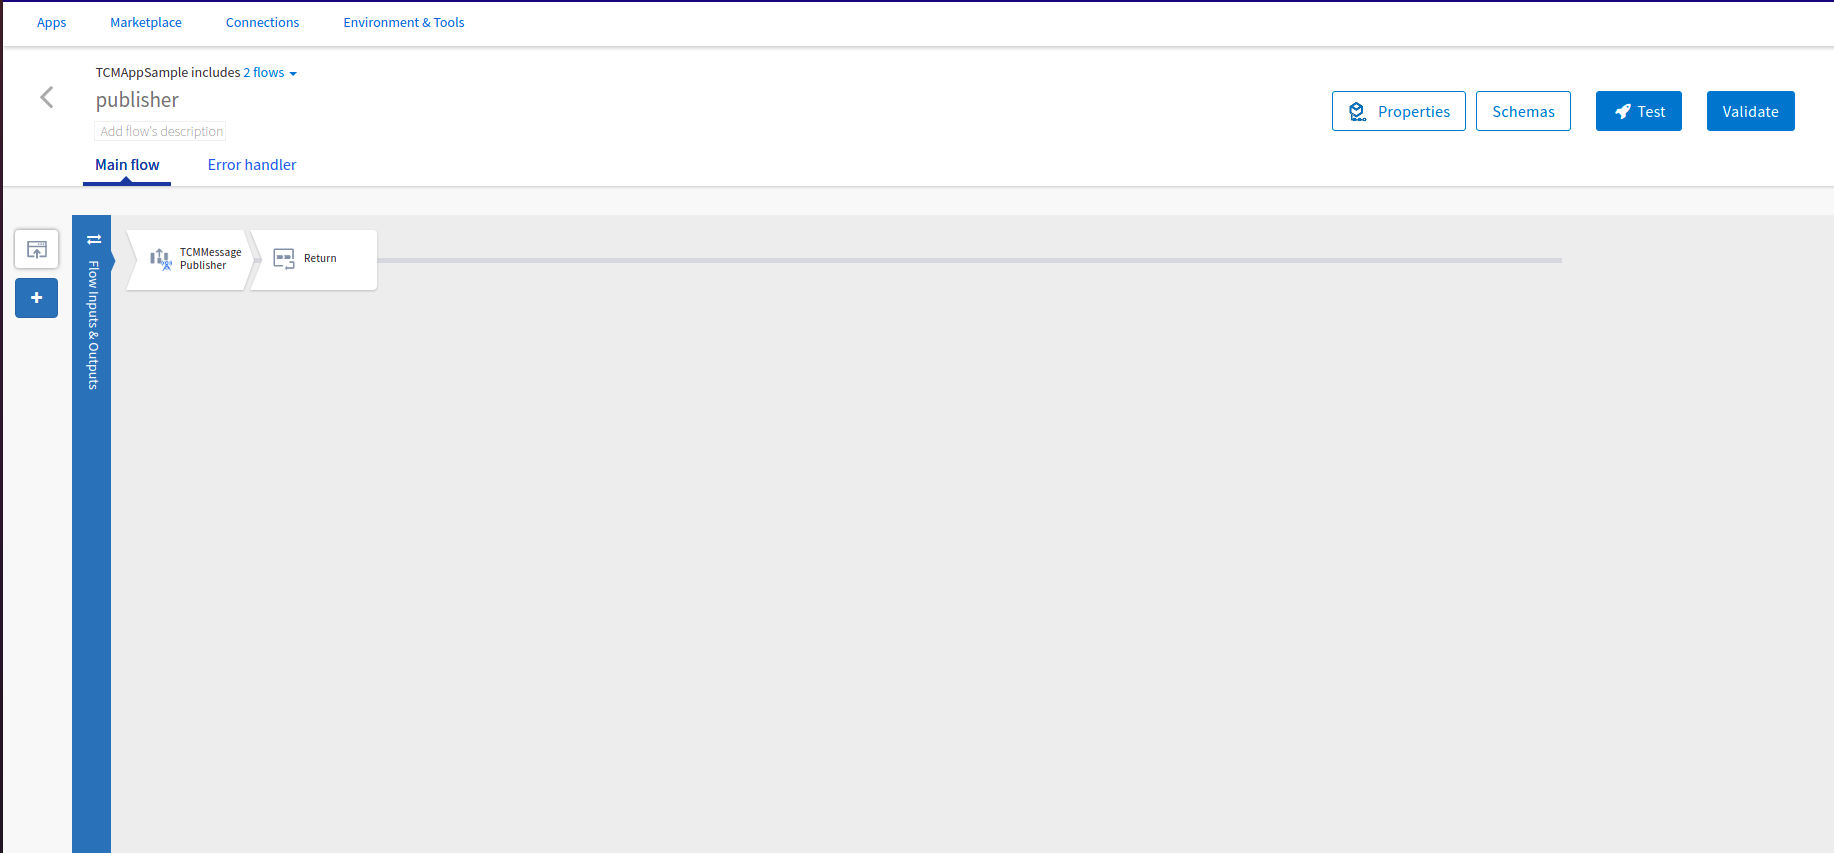 Apps Marketplace Connections Environment & Tools
TCMAppSample includes 2 flows
publisher
Add flow's description
Properties Schemas Test Validate
Main flow Error handler
Flow Inputs & Outputs
TCMMessage
Publisher
Return